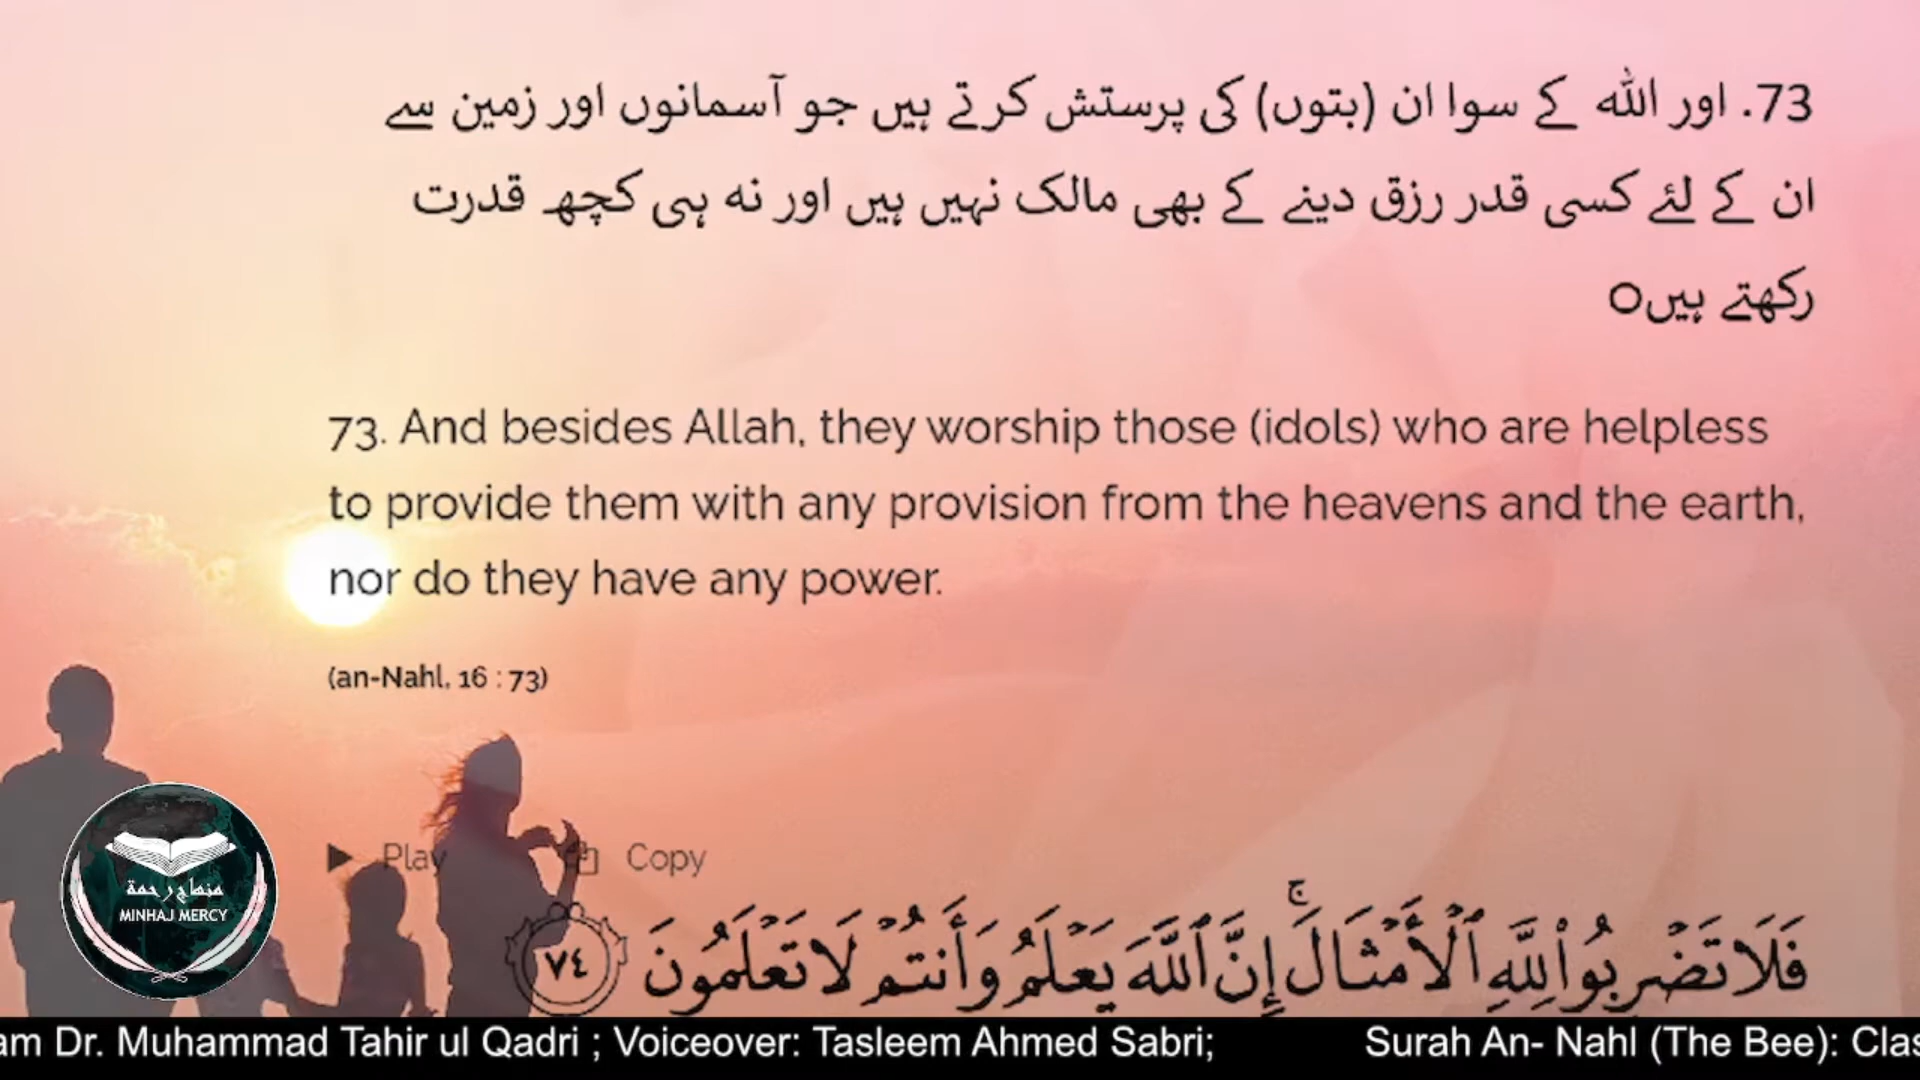 73. اور اللہ کے سوا ان (بتوں) کی پرستش کرتے ہیں جو آسمانوں اور زمین سے
ان کے لئے کسی قدر رزق دینے کے بھی مالک نہیں ہیں اور نہ ہی کچھ قدرت
رکھتے ہیںo
73. And besides Allah, they worship those (idols) who are helpless
to provide them with any provision from the heavens and the earth,
nor do they have any power.
(an-Nahl, 16 : 73)
Play Copy
فَلَا تَضْرِبُوا۟ لِلَّهِ ٱلْأَمْثَالَ ۚ إِنَّ ٱللَّهَ يَعْلَمُ وَأَنتُمْ لَا تَعْلَمُونَ ٧٤
منهاج رحمة
MINHAJ MERCY
am Dr. Muhammad Tahir ul Qadri ; Voiceover: Tasleem Ahmed Sabri; Surah An- Nahl (The Bee): Clas